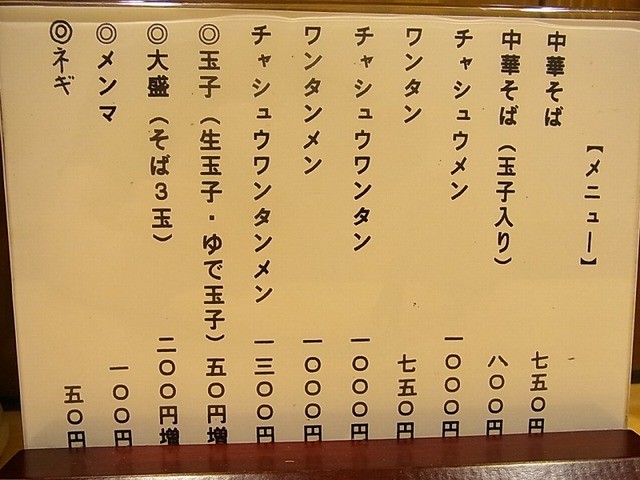 【メニュー】
中華そば 七五〇円
中華そば（玉子入り） 八〇〇円
チャシュウメン 一〇〇〇円
ワンタン 七五〇円
チャシュウワンタン 一〇〇〇円
ワンタンメン 一〇〇〇円
チャシュウワンタンメン 一三〇〇円
◎玉子（生玉子・ゆで玉子） 五〇円増
◎大盛（そば３玉） 二〇〇円増
◎メンマ 一〇〇円
◎ネギ 五〇円